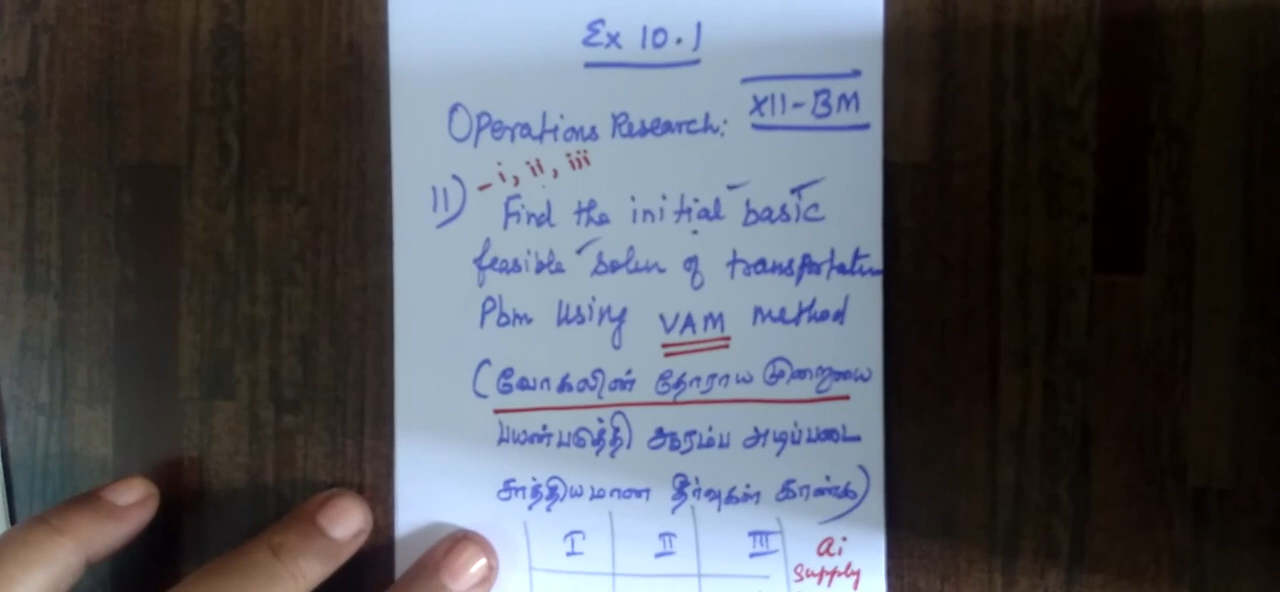 Ex 10.1
Operations Research:
XII-BM
11) - i, ii, iii
Find the initial basic
feasible Soln of transportation
Pbm Using VAM method
(வோகலின் தோராய முறையை
பயன்படுத்தி ஆரம்ப அடிப்படை
சாத்தியமான தீர்வுகள் காண்க)
I II III ai
supply